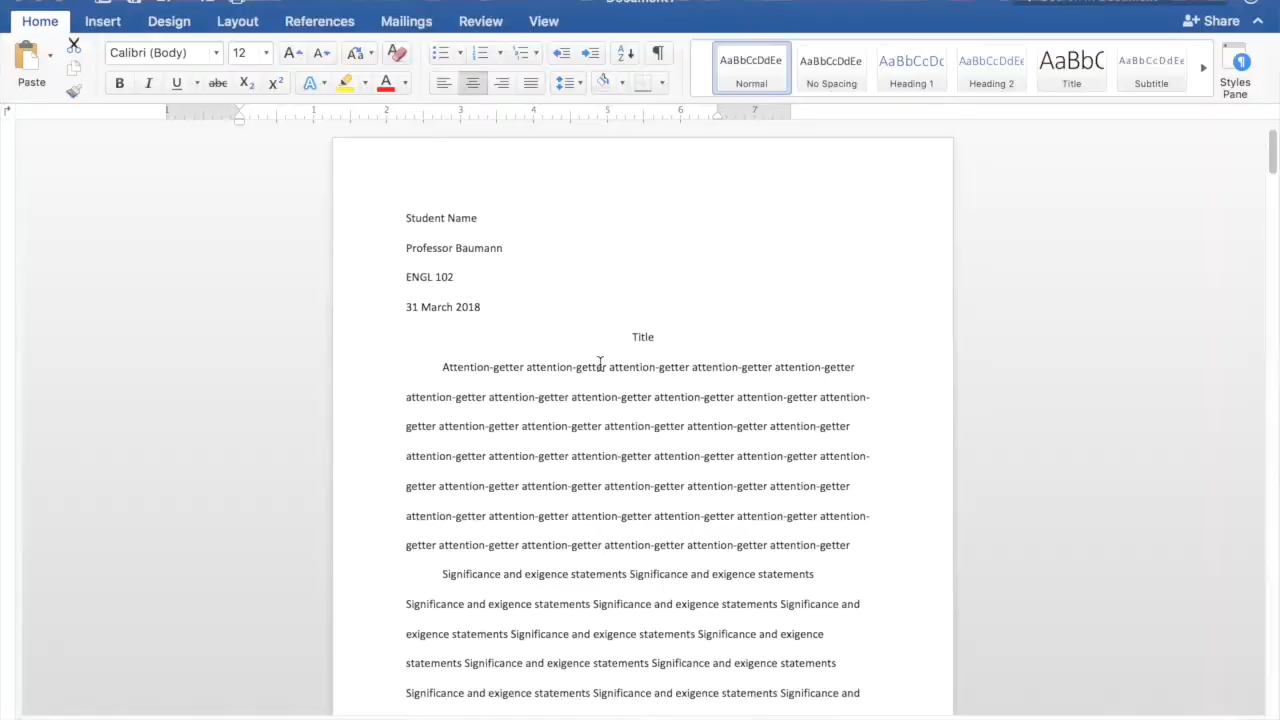 Home Insert Design Layout References Mailings Review View Share
Calibri (Body) 12
Paste
AaBbCcDdEe AaBbCcDdEe AaBbCcDc AaBbCcDdEe AaBbC AaBbCcDdEe
Normal No Spacing Heading 1 Heading 2 Title Subtitle
Styles
Pane
1 1 2 3 4 5 6 7
Student Name
Professor Baumann
ENGL 102
31 March 2018
Title
Attention-getter attention-getter attention-getter attention-getter attention-getter
attention-getter attention-getter attention-getter attention-getter attention-getter attention-
getter attention-getter attention-getter attention-getter attention-getter attention-getter
attention-getter attention-getter attention-getter attention-getter attention-getter attention-
getter attention-getter attention-getter attention-getter attention-getter attention-getter
attention-getter attention-getter attention-getter attention-getter attention-getter attention-
getter attention-getter attention-getter attention-getter attention-getter attention-getter
Significance and exigence statements Significance and exigence statements
Significance and exigence statements Significance and exigence statements Significance and
exigence statements Significance and exigence statements Significance and exigence
statements Significance and exigence statements Significance and exigence statements
Significance and exigence statements Significance and exigence statements Significance and